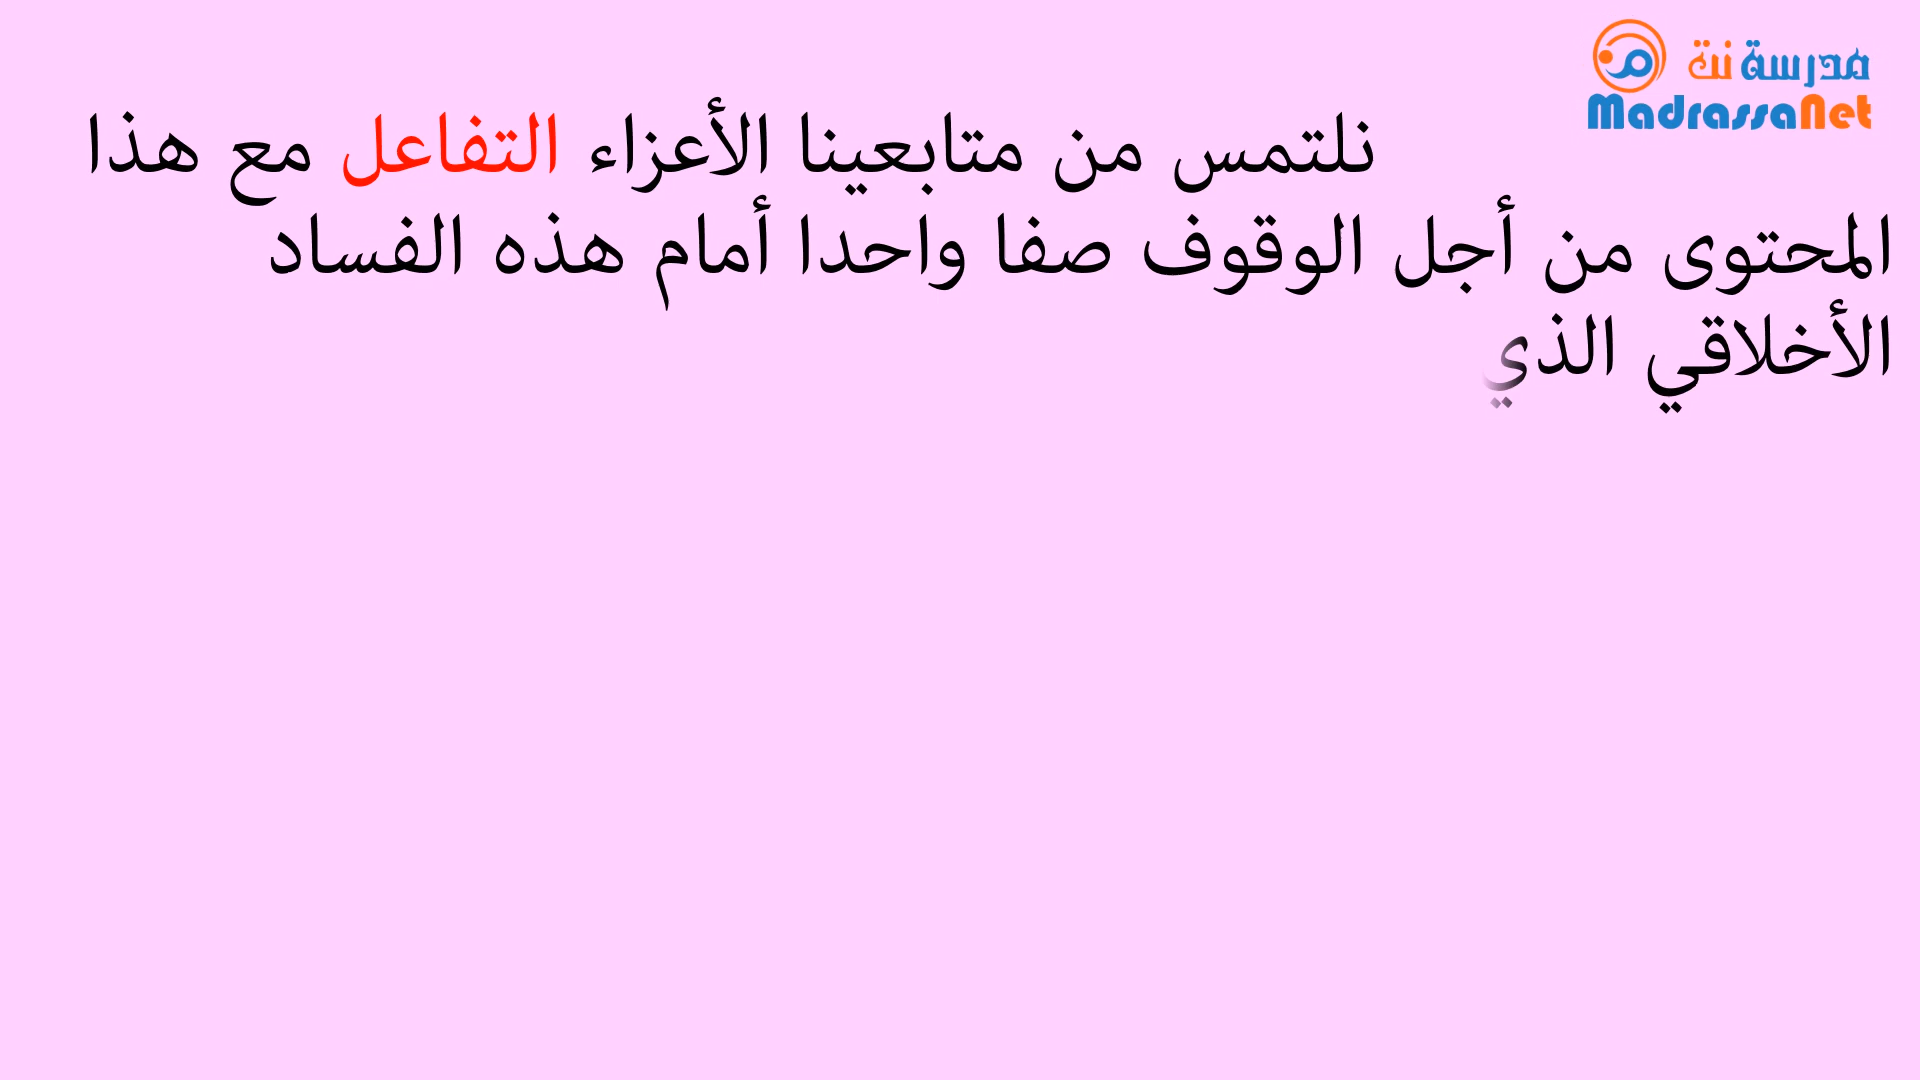 مدرسة نت
MadrassaNet
نلتمس من متابعينا الأعزاء التفاعل مع هذا
المحتوى من أجل الوقوف صفا واحدا أمام هذه الفساد
الأخلاقي الذي